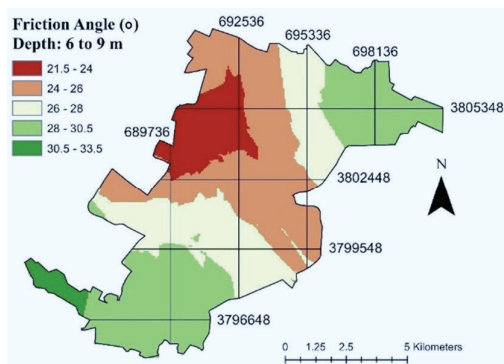 Friction Angle (o)
Depth: 6 to 9 m
21.5 - 24
24 - 26
26 - 28
28 - 30.5
30.5 - 33.5
692536
695336
698136
689736
3805348
3802448
3799548
3796648
N
0 1.25 2.5 5 Kilometers